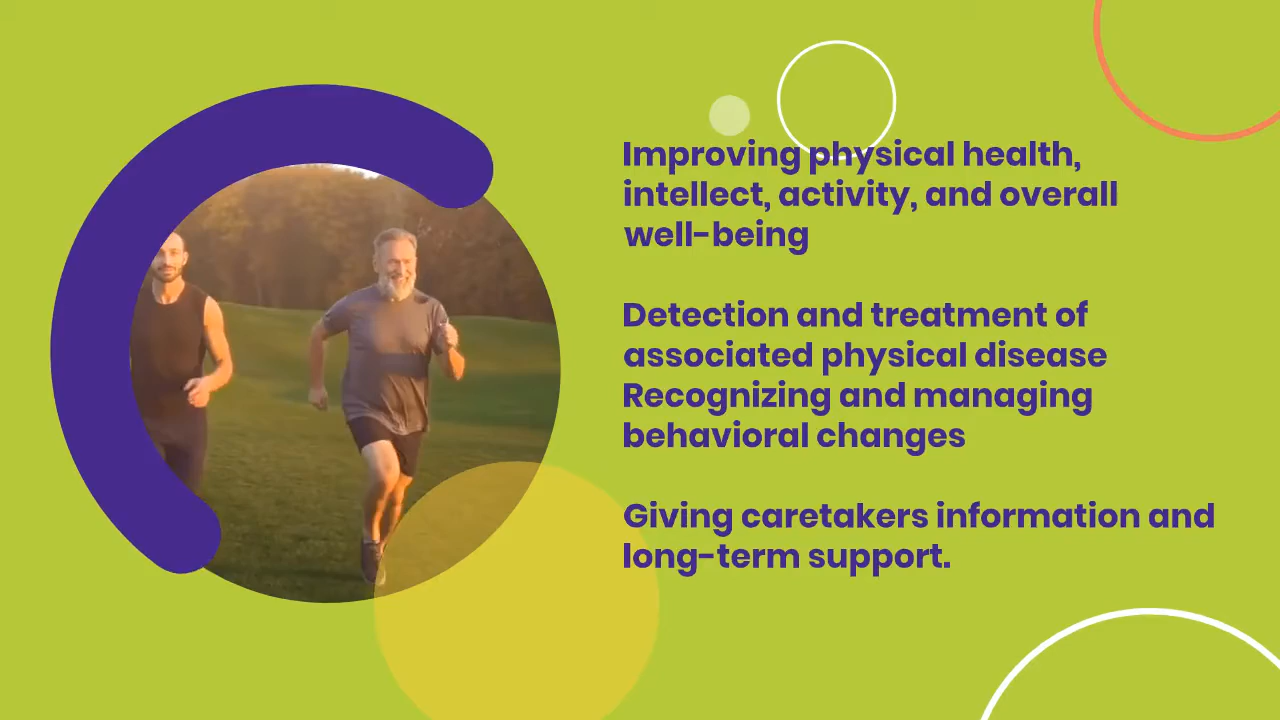 Improving physical health,
intellect, activity, and overall
well-being
Detection and treatment of
associated physical disease
Recognizing and managing
behavioral changes
Giving caretakers information and
long-term support.